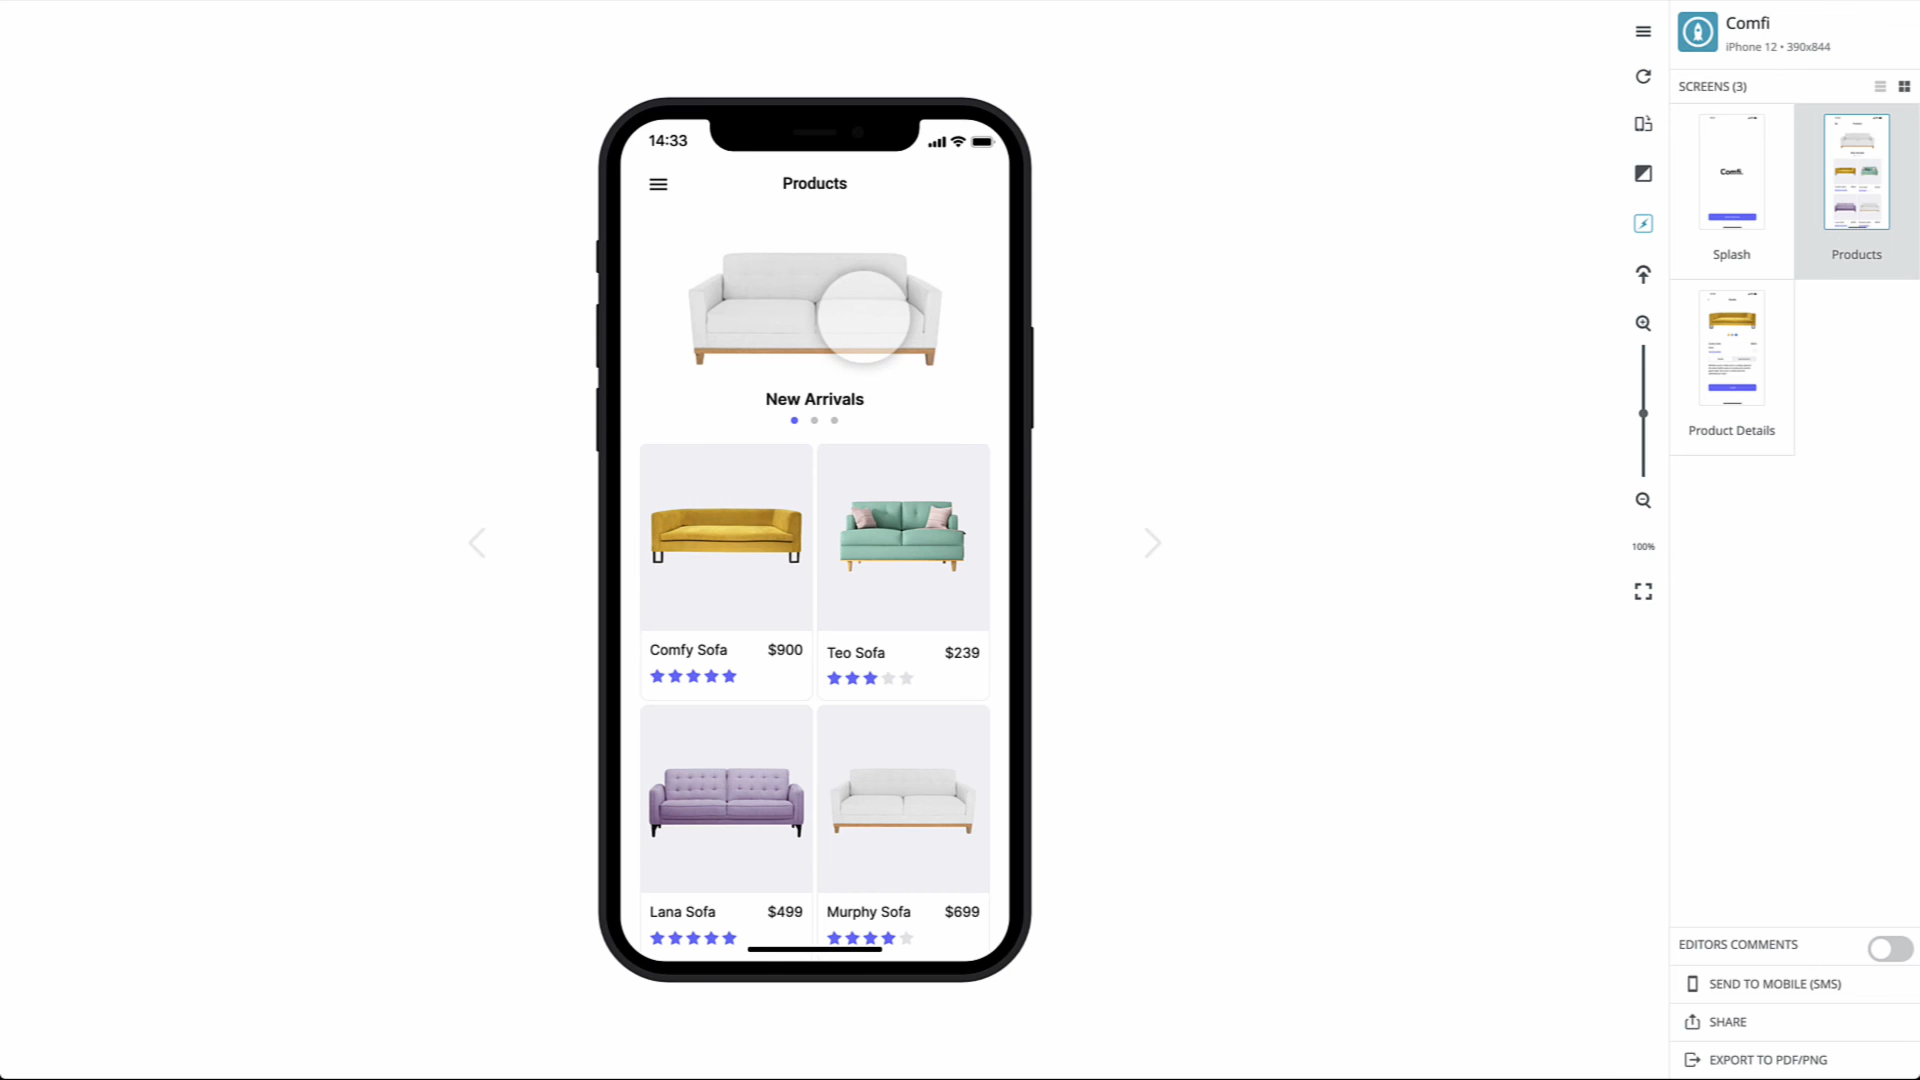 14:33
Products
New Arrivals
Comfy Sofa $900
Teo Sofa $239
Lana Sofa $499
Murphy Sofa $699
100%
Comfi
iPhone 12 • 390x844
SCREENS (3)
Comfi.
Splash
Products
Product Details
EDITORS COMMENTS
SEND TO MOBILE (SMS)
SHARE
EXPORT TO PDF/PNG